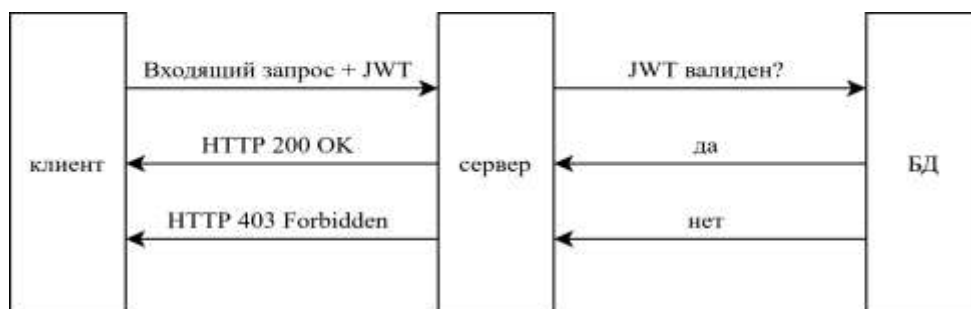 Входящий запрос + JWT
JWT валиден?
HTTP 200 OK
да
клиент
сервер
БД
HTTP 403 Forbidden
нет